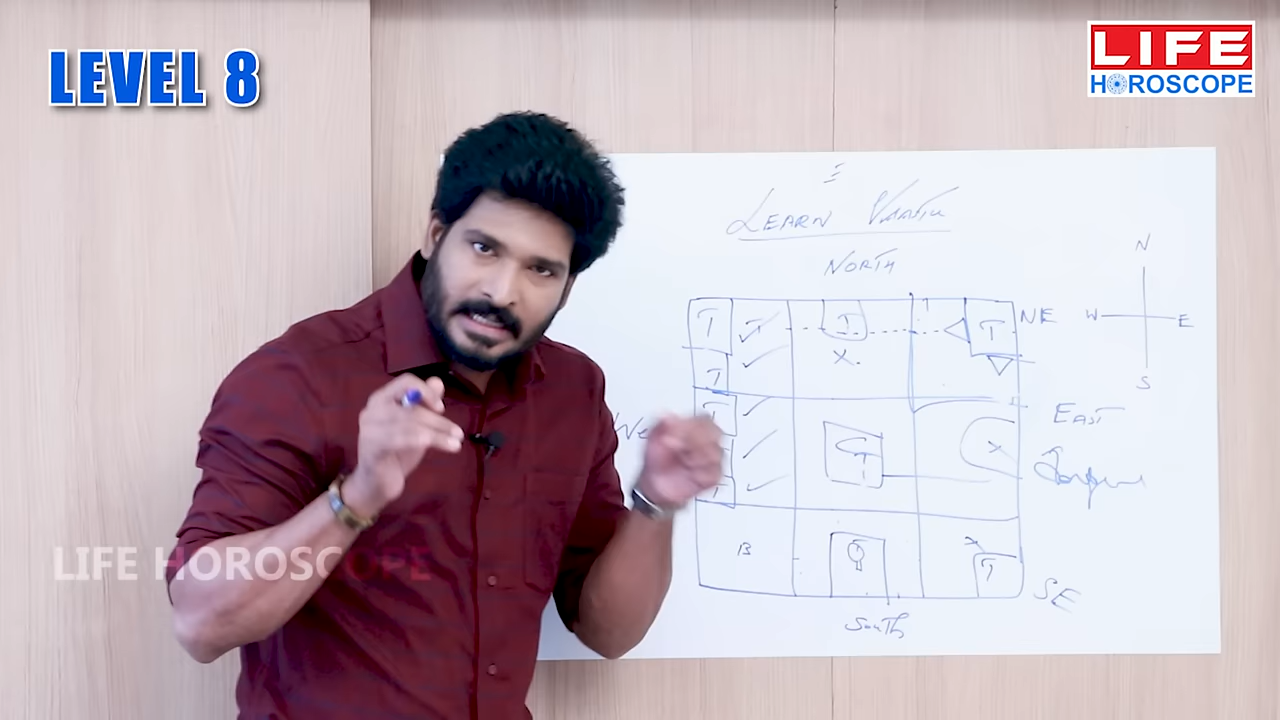 LEVEL 8
LIFE
HOROSCOPE
LEARN VAASTU
NORTH
N
W E
S
T T T NE
X.
T
T EAST
G X
T
T
B Q T SE
South
LIFE HOROSCOPE